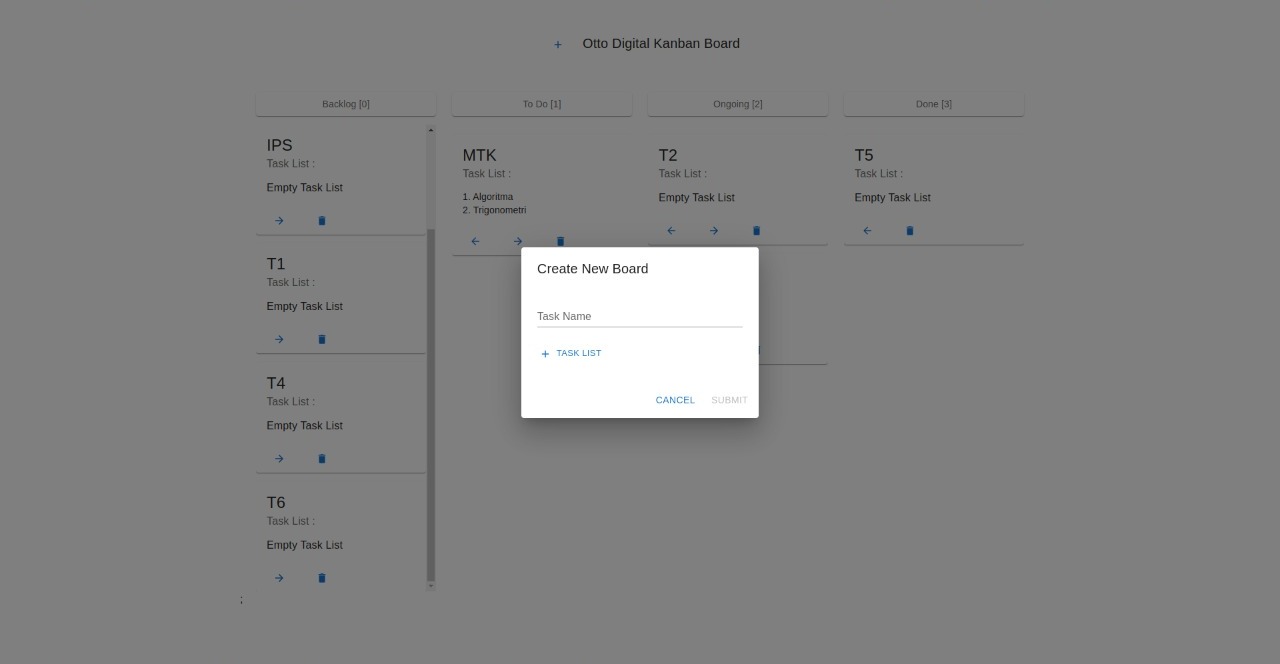 Otto Digital Kanban Board
Backlog [0]
To Do [1]
Ongoing [2]
Done [3]
IPS
Task List :
Empty Task List
T1
Task List :
Empty Task List
T4
Task List :
Empty Task List
T6
Task List :
Empty Task List
MTK
Task List :
1. Algoritma
2. Trigonometri
T2
Task List :
Empty Task List
T5
Task List :
Empty Task List
Create New Board
Task Name
+ TASK LIST
CANCEL SUBMIT
;